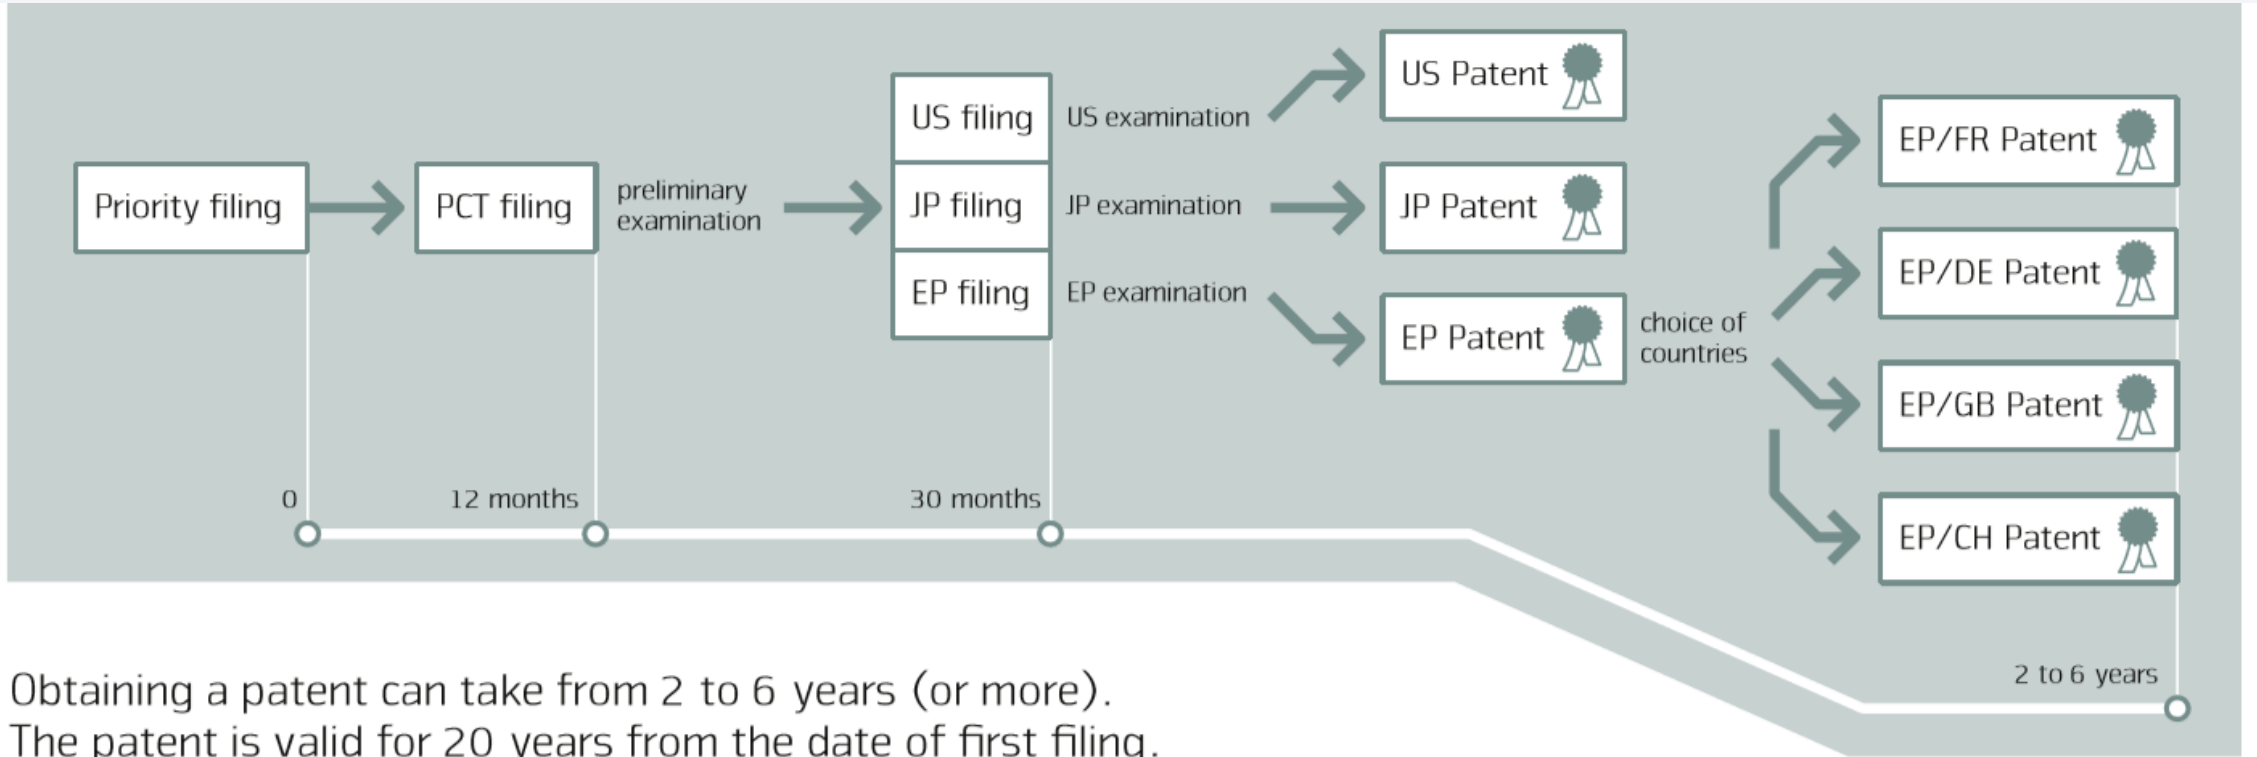 Priority filing
PCT filing
preliminary
examination
US filing
JP filing
EP filing
US examination
JP examination
EP examination
US Patent
JP Patent
EP Patent
choice of
countries
EP/FR Patent
EP/DE Patent
EP/GB Patent
EP/CH Patent
0
12 months
30 months
2 to 6 years
Obtaining a patent can take from 2 to 6 years (or more).
The patent is valid for 20 years from the date of first filing.